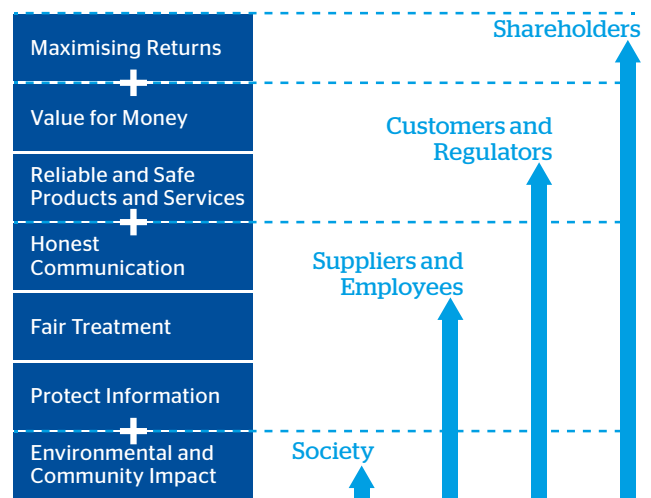 Maximising Returns
Value for Money
Reliable and Safe
Products and Services
Honest
Communication
Fair Treatment
Protect Information
Environmental and
Community Impact
Society
Suppliers and
Employees
Customers and
Regulators
Shareholders